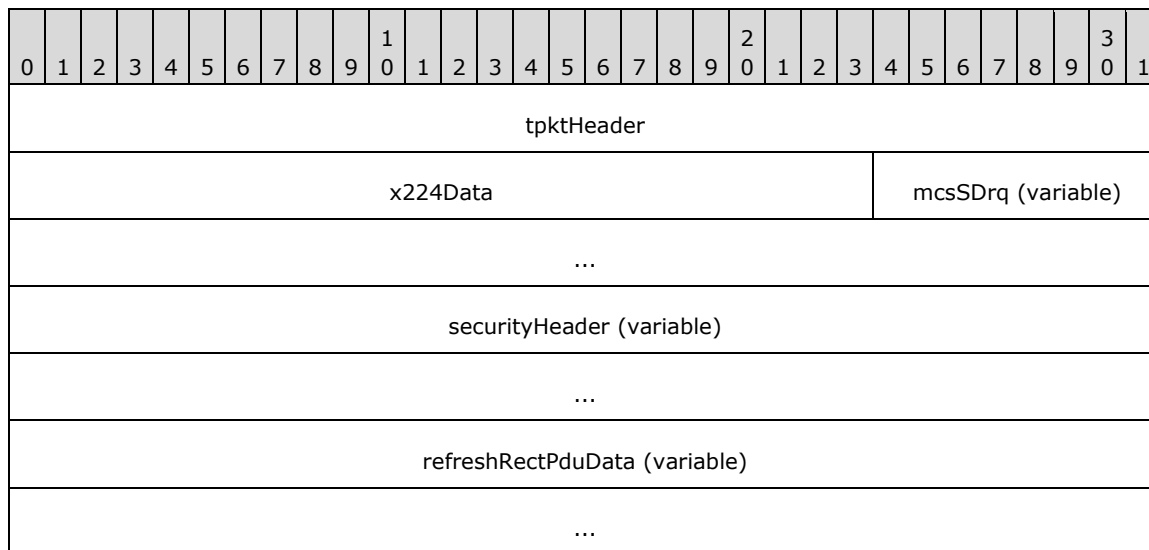 1 2 3
0 1 2 3 4 5 6 7 8 9 0 1 2 3 4 5 6 7 8 9 0 1 2 3 4 5 6 7 8 9 0 1
tpktHeader
x224Data mcsSDrq (variable)
...
securityHeader (variable)
...
refreshRectPduData (variable)
...